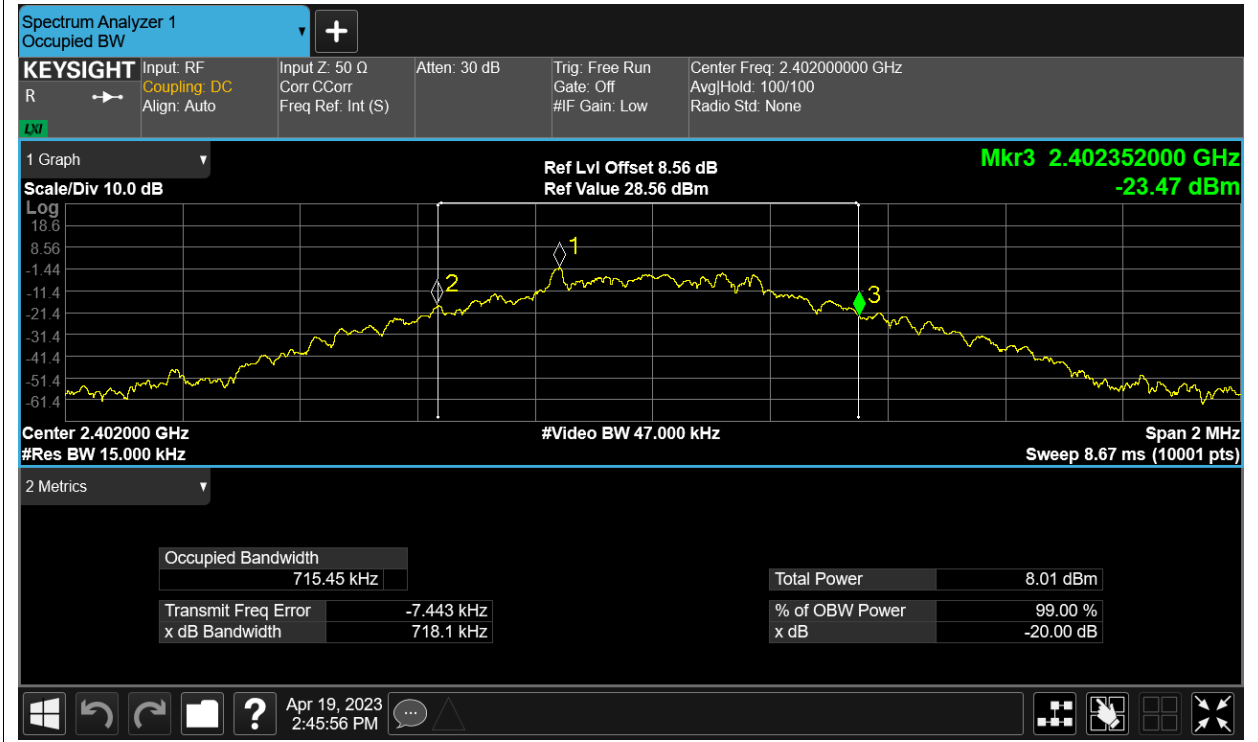 Spectrum Analyzer 1
Occupied BW
KEYSIGHT
R
LXI
Input: RF
Coupling: DC
Align: Auto
Input Z: 50 Ω
Corr CCorr
Freq Ref: Int (S)
Atten: 30 dB
Trig: Free Run
Gate: Off
#IF Gain: Low
Center Freq: 2.402000000 GHz
Avg|Hold: 100/100
Radio Std: None
1 Graph
Scale/Div 10.0 dB
Ref Lvl Offset 8.56 dB
Ref Value 28.56 dBm
Mkr3 2.402352000 GHz
-23.47 dBm
Log
18.6
8.56
-1.44
-11.4
-21.4
-31.4
-41.4
-51.4
-61.4
1
2
3
Center 2.402000 GHz
#Res BW 15.000 kHz
#Video BW 47.000 kHz
Span 2 MHz
Sweep 8.67 ms (10001 pts)
2 Metrics
Occupied Bandwidth
715.45 kHz
Transmit Freq Error -7.443 kHz
x dB Bandwidth 718.1 kHz
Total Power 8.01 dBm
% of OBW Power 99.00 %
x dB -20.00 dB
?
Apr 19, 2023
2:45:56 PM